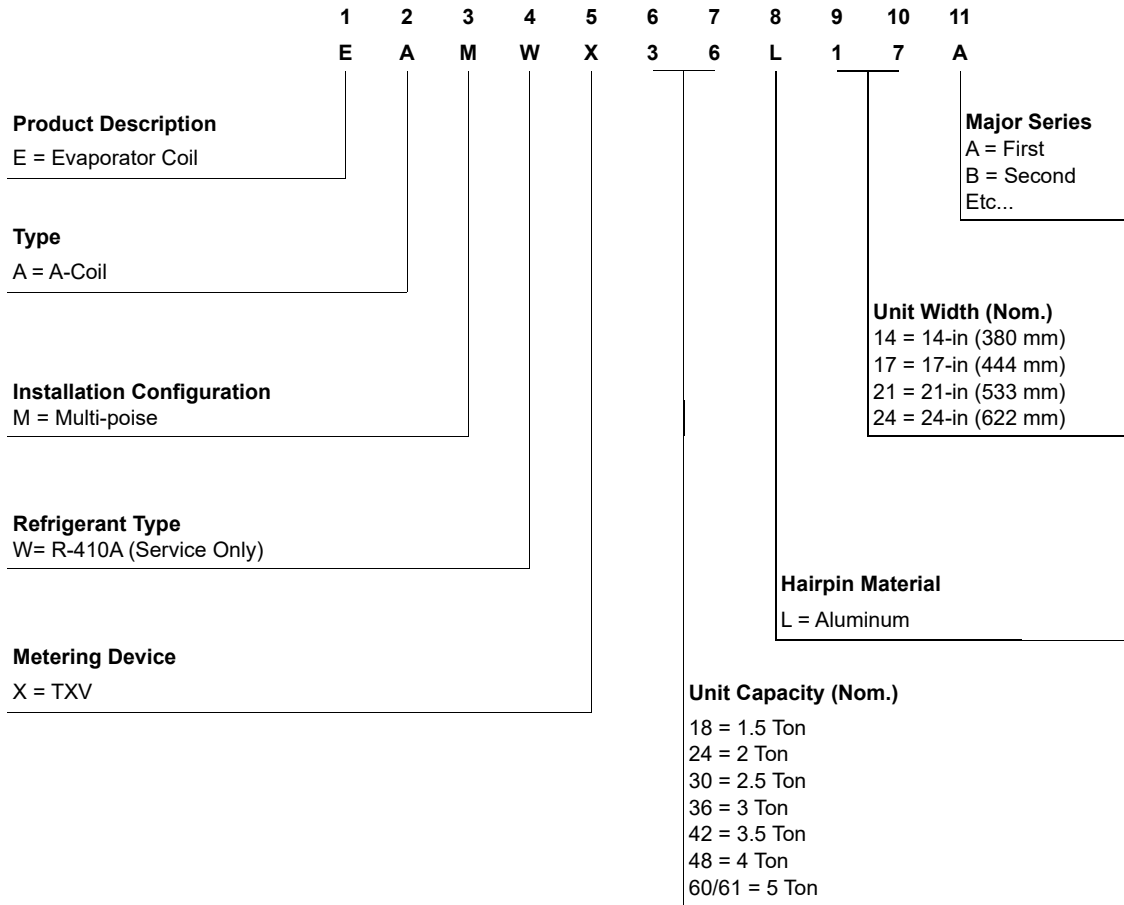 1 2 3 4 5 6 7 8 9 10 11
E A M W X 3 6 L 1 7 A
Product Description
E = Evaporator Coil
Type
A = A-Coil
Installation Configuration
M = Multi-poise
Refrigerant Type
W= R-410A (Service Only)
Metering Device
X = TXV
Major Series
A = First
B = Second
Etc...
Unit Width (Nom.)
14 = 14-in (380 mm)
17 = 17-in (444 mm)
21 = 21-in (533 mm)
24 = 24-in (622 mm)
Hairpin Material
L = Aluminum
Unit Capacity (Nom.)
18 = 1.5 Ton
24 = 2 Ton
30 = 2.5 Ton
36 = 3 Ton
42 = 3.5 Ton
48 = 4 Ton
60/61 = 5 Ton